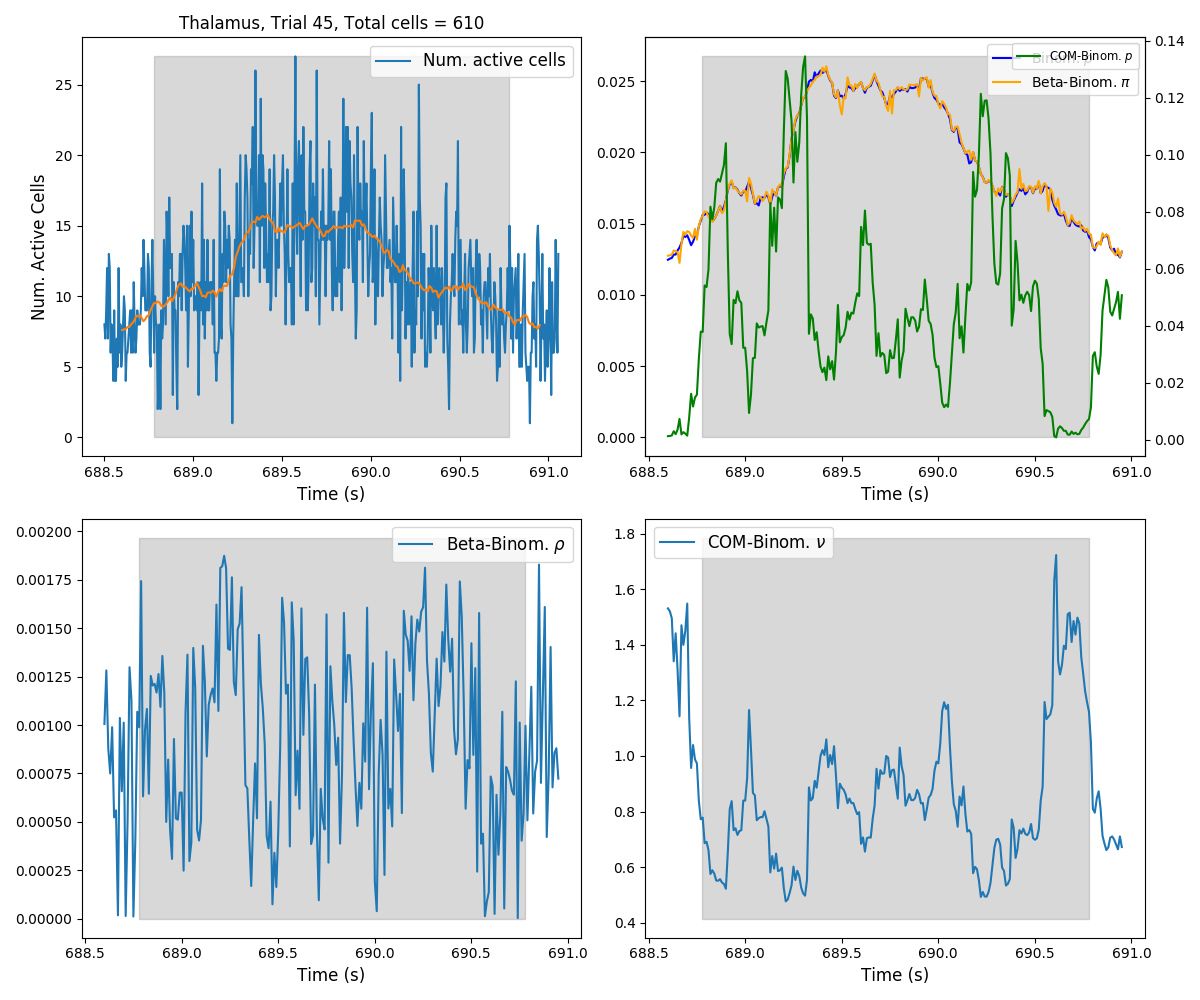 Thalamus, Trial 45, Total cells = 610
Num. active cells
Num. Active Cells
25
20
15
10
5
0
688.5 689.0 689.5 690.0 690.5 691.0
Time (s)
COM-Binom. p
Beta-Binom. π
0.025
0.020
0.015
0.010
0.005
0.000
0.14
0.12
0.10
0.08
0.06
0.04
0.02
0.00
688.5 689.0 689.5 690.0 690.5 691.0
Time (s)
Beta-Binom. ρ
0.00200
0.00175
0.00150
0.00125
0.00100
0.00075
0.00050
0.00025
0.00000
688.5 689.0 689.5 690.0 690.5 691.0
Time (s)
COM-Binom. ν
1.8
1.6
1.4
1.2
1.0
0.8
0.6
0.4
688.5 689.0 689.5 690.0 690.5 691.0
Time (s)